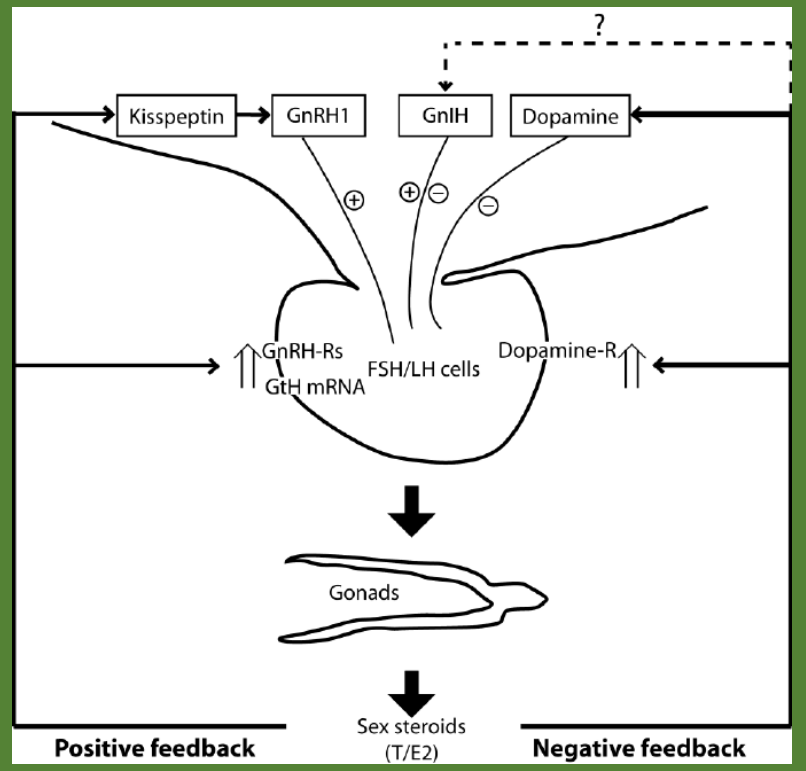 ?
Kisspeptin
GnRH1
GnIH
Dopamine
+
+
−
−
GnRH-Rs
GtH mRNA
FSH/LH cells
Dopamine-R
Gonads
Sex steroids
(T/E2)
Positive feedback
Negative feedback